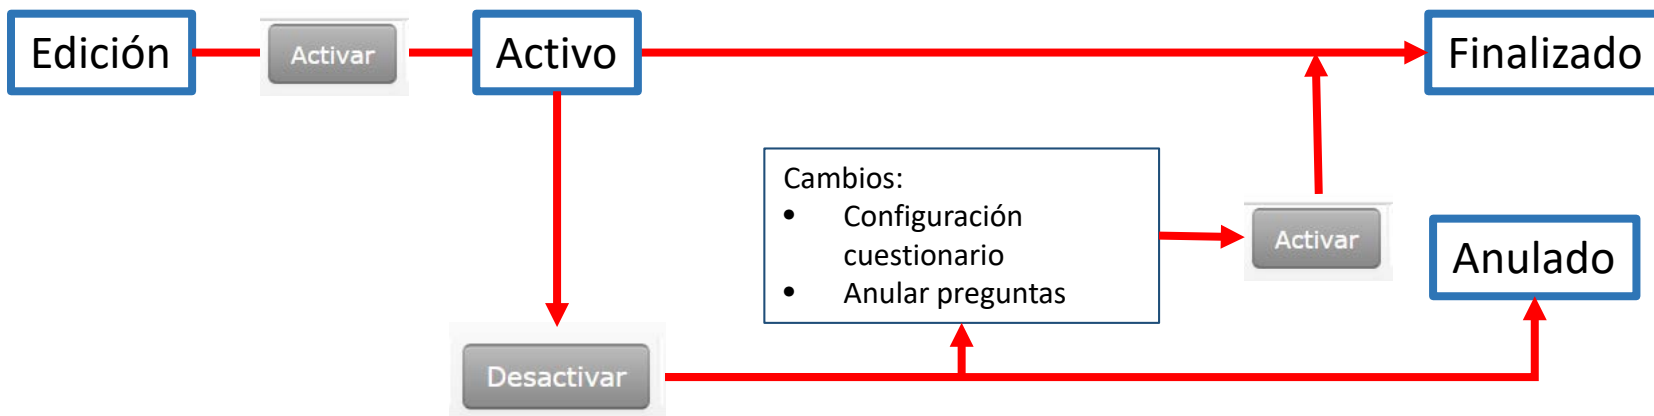 Edición
Activar
Activo
Finalizado
Cambios:
• Configuración
cuestionario
• Anular preguntas
Activar
Anulado
Desactivar